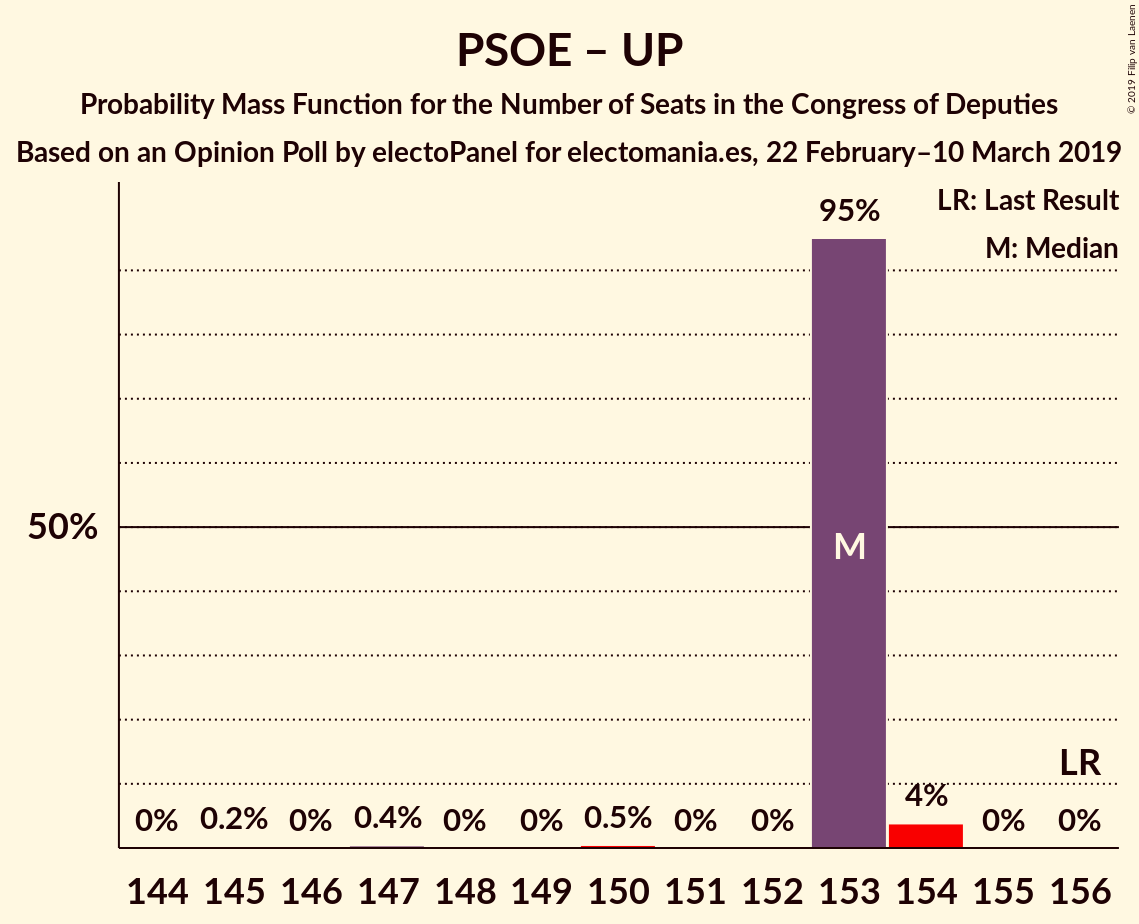 PSOE – UP
Probability Mass Function for the Number of Seats in the Congress of Deputies
Based on an Opinion Poll by electoPanel for electomania.es, 22 February–10 March 2019
© 2019 Filip van Laenen
LR: Last Result
M: Median
95%
50%
M
LR
0% 0.2% 0% 0.4% 0% 0% 0.5% 0% 0% 4% 0% 0%
144 145 146 147 148 149 150 151 152 153 154 155 156